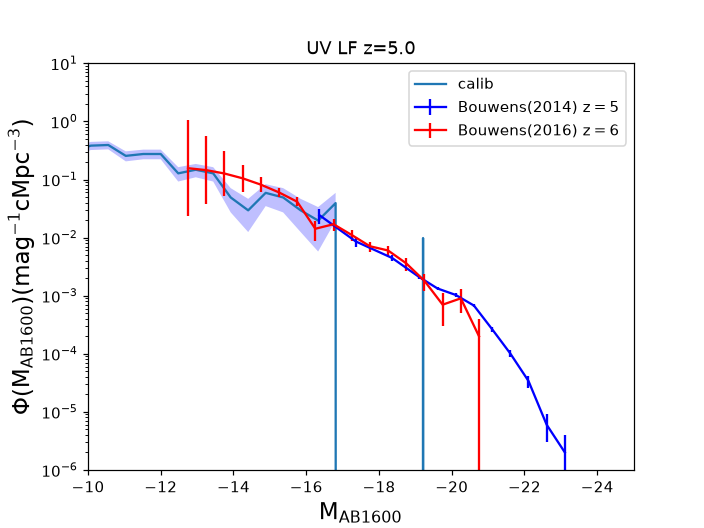 UV LF z=5.0
calib
Bouwens(2014) z = 5
Bouwens(2016) z = 6
Φ(M_AB1600)(mag^−1cMpc^−3)
10^1
10^0
10^−1
10^−2
10^−3
10^−4
10^−5
10^−6
−10 −12 −14 −16 −18 −20 −22 −24
M_AB1600